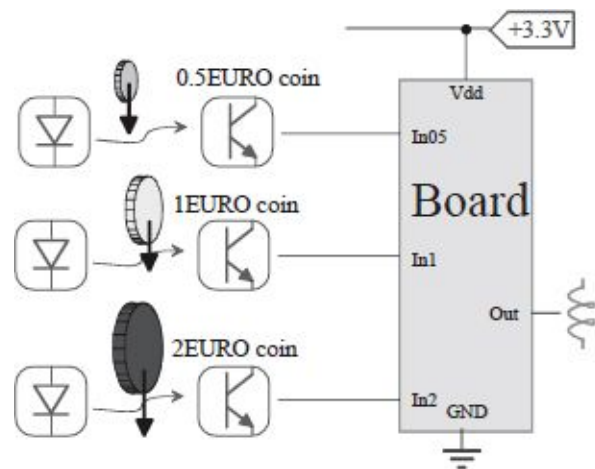 +3.3V
0.5EURO coin
Vdd
In05
Board
1EURO coin
In1
Out
2EURO coin
In2
GND